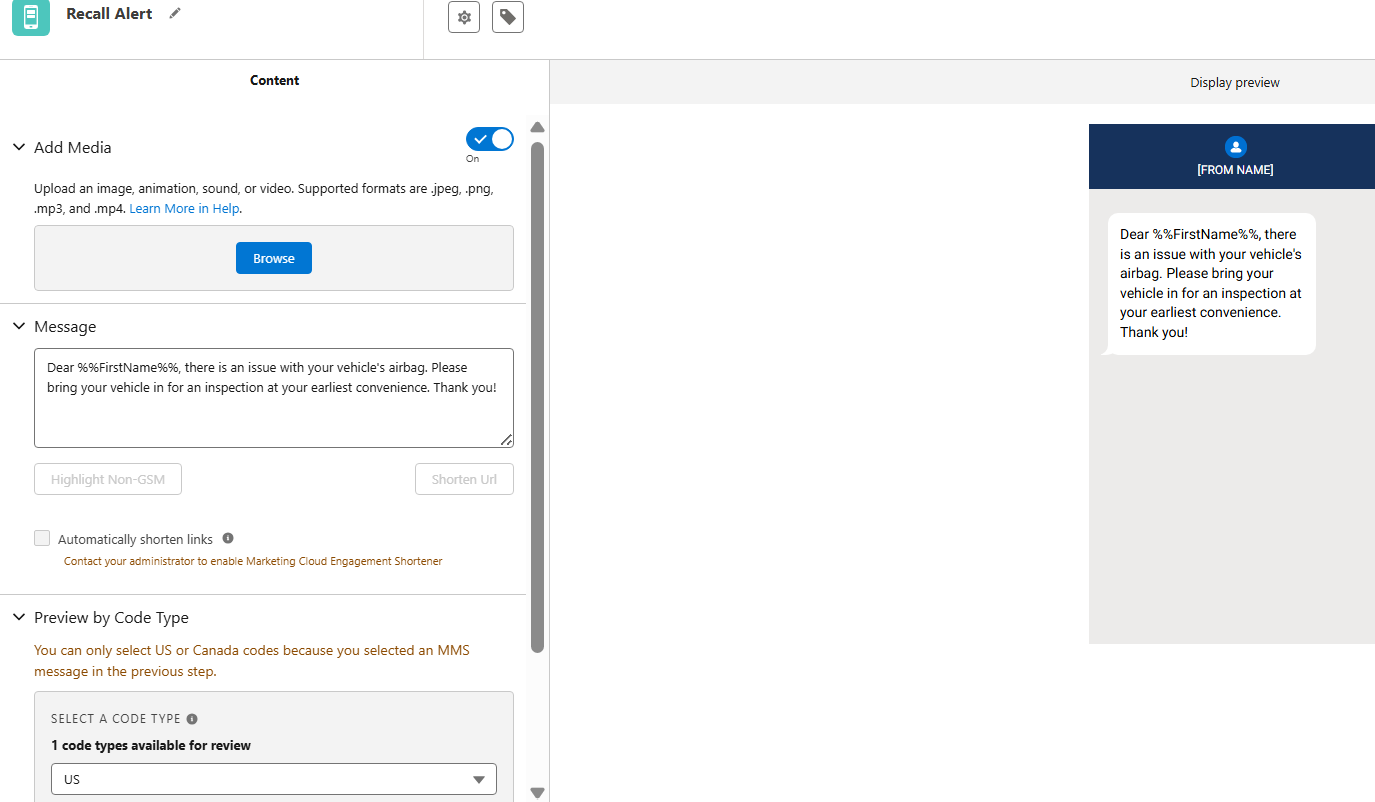 Recall Alert
Content
Display preview
Add Media
On
Upload an image, animation, sound, or video. Supported formats are .jpeg, .png,
.mp3, and .mp4. Learn More in Help.
Browse
Message
Dear %%FirstName%%, there is an issue with your vehicle's airbag. Please
bring your vehicle in for an inspection at your earliest convenience. Thank you!
Highlight Non-GSM
Shorten Url
Automatically shorten links
Contact your administrator to enable Marketing Cloud Engagement Shortener
Preview by Code Type
You can only select US or Canada codes because you selected an MMS
message in the previous step.
SELECT A CODE TYPE
1 code types available for review
US
[FROM NAME]
Dear %%FirstName%%, there
is an issue with your vehicle's
airbag. Please bring your
vehicle in for an inspection at
your earliest convenience.
Thank you!